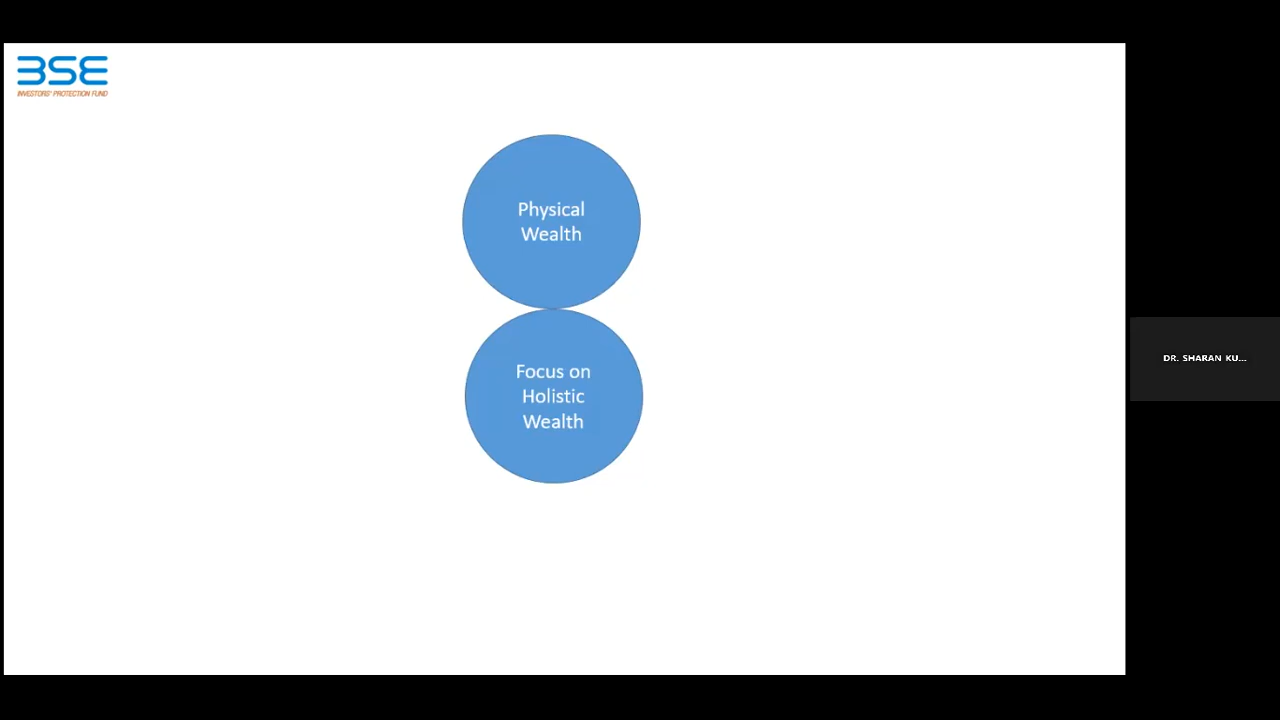 BSE
INVESTORS' PROTECTION FUND
Physical
Wealth
Focus on
Holistic
Wealth
DR. SHARAN KU...